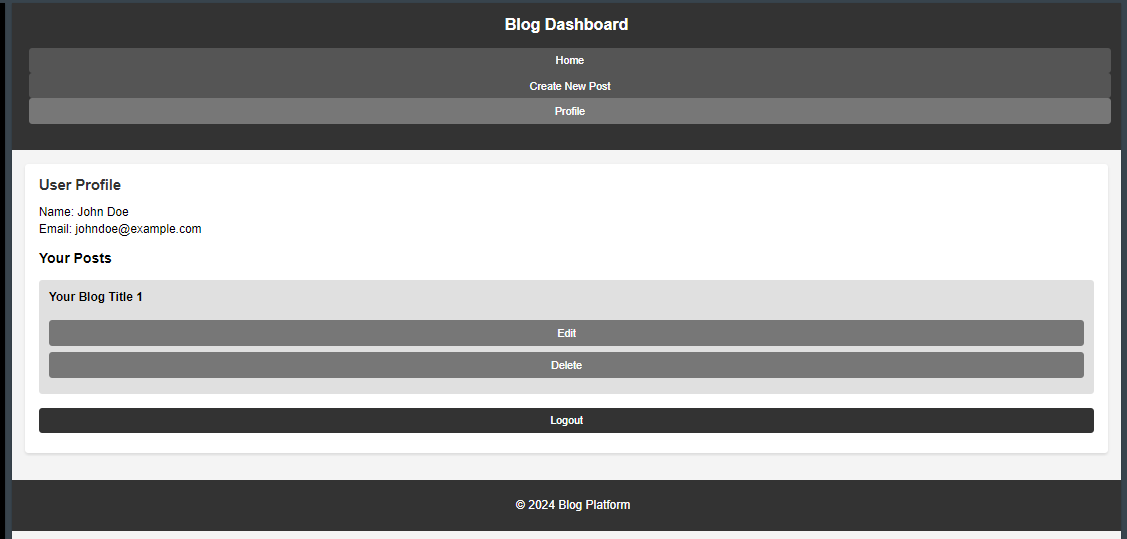 Blog Dashboard
Home
Create New Post
Profile
User Profile
Name: John Doe
Email: johndoe@example.com
Your Posts
Your Blog Title 1
Edit
Delete
Logout
© 2024 Blog Platform